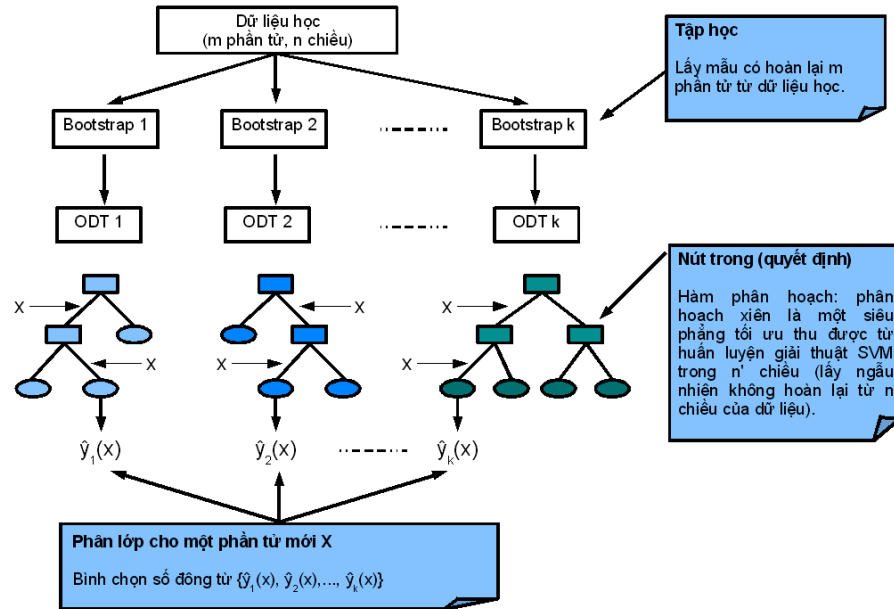 Dữ liệu học
(m phần tử, n chiều)
Tập học
Lấy mẫu có hoàn lại m
phần tử từ dữ liệu học.
Bootstrap 1
Bootstrap 2
Bootstrap k
ODT 1
ODT 2
ODT k
Nút trong (quyết định)
Hàm phân hoạch: phân
hoạch xiên là một siêu
phẳng tối ưu thu được từ
huấn luyện giải thuật SVM
trong n' chiều (lấy ngẫu
nhiên không hoàn lại từ n
chiều của dữ liệu).
X
X
X
X
X
X
ŷ₁(x)
ŷ₂(x)
ŷₖ(x)
Phân lớp cho một phần tử mới X
Bình chọn số đông từ {ŷ₁(x), ŷ₂(x),..., ŷₖ(x)}